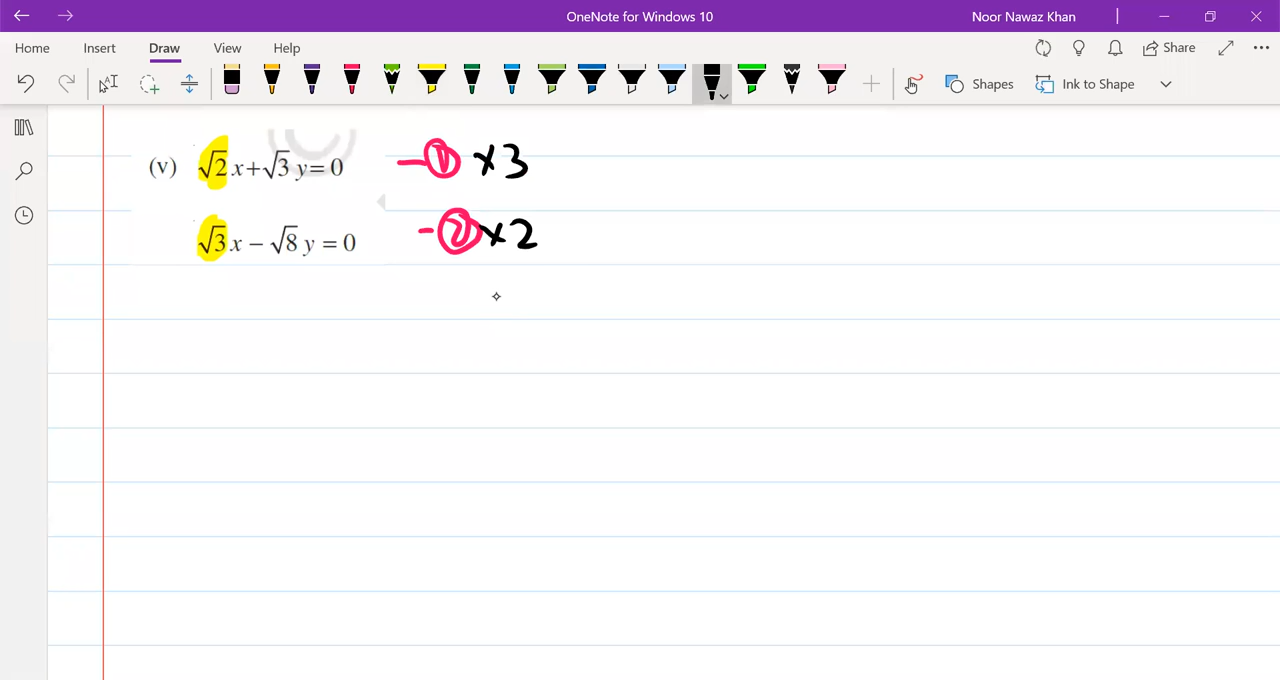 OneNote for Windows 10
Noor Nawaz Khan
Home Insert Draw View Help Share
Shapes Ink to Shape
(v) √2 x+√3 y=0 -① ×3
√3 x − √8 y = 0 -② ×2